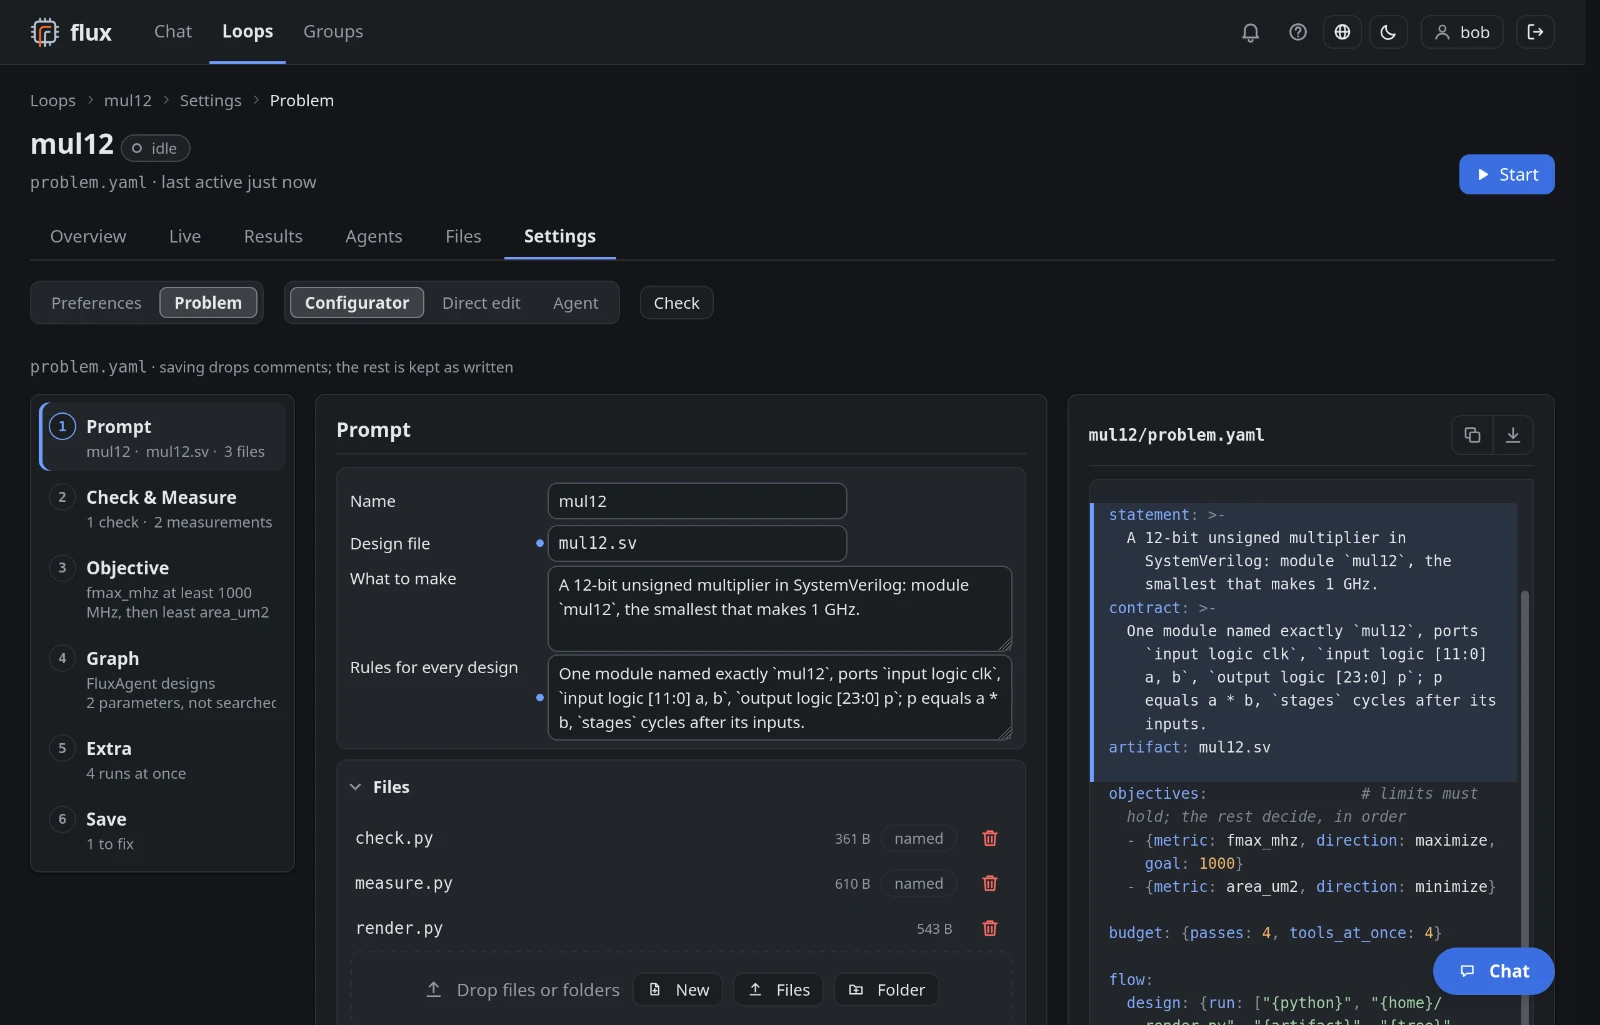 flux
Chat
Loops
Groups
bob
Loops > mul12 > Settings > Problem
mul12
idle
problem.yaml · last active just now
Start
Overview
Live
Results
Agents
Files
Settings
Preferences
Problem
Configurator
Direct edit
Agent
Check
problem.yaml · saving drops comments; the rest is kept as written
1
Prompt
mul12 · mul12.sv · 3 files
2
Check & Measure
1 check · 2 measurements
3
Objective
fmax_mhz at least 1000
MHz, then least area_um2
4
Graph
FluxAgent designs
2 parameters, not searched
5
Extra
4 runs at once
6
Save
1 to fix
Prompt
Name
mul12
Design file
mul12.sv
What to make
A 12-bit unsigned multiplier in SystemVerilog: module
`mul12`, the smallest that makes 1 GHz.
Rules for every design
One module named exactly `mul12`, ports `input logic clk`,
`input logic [11:0] a, b`, `output logic [23:0] p`; p equals a *
b, `stages` cycles after its inputs.
Files
check.py
361 B
named
measure.py
610 B
named
render.py
543 B
Drop files or folders
New
Files
Folder
mul12/problem.yaml
statement: >-
A 12-bit unsigned multiplier in
SystemVerilog: module `mul12`, the
smallest that makes 1 GHz.
contract: >-
One module named exactly `mul12`, ports
`input logic clk`, `input logic [11:0]
a, b`, `output logic [23:0] p`; p
equals a * b, `stages` cycles after its
inputs.
artifact: mul12.sv
objectives: # limits must
hold; the rest decide, in order
- {metric: fmax_mhz, direction: maximize,
goal: 1000}
- {metric: area_um2, direction: minimize}
budget: {passes: 4, tools_at_once: 4}
flow:
design: {run: ["{python}", "{home}/
render.py", "{artifact}", "{tree}"
Chat